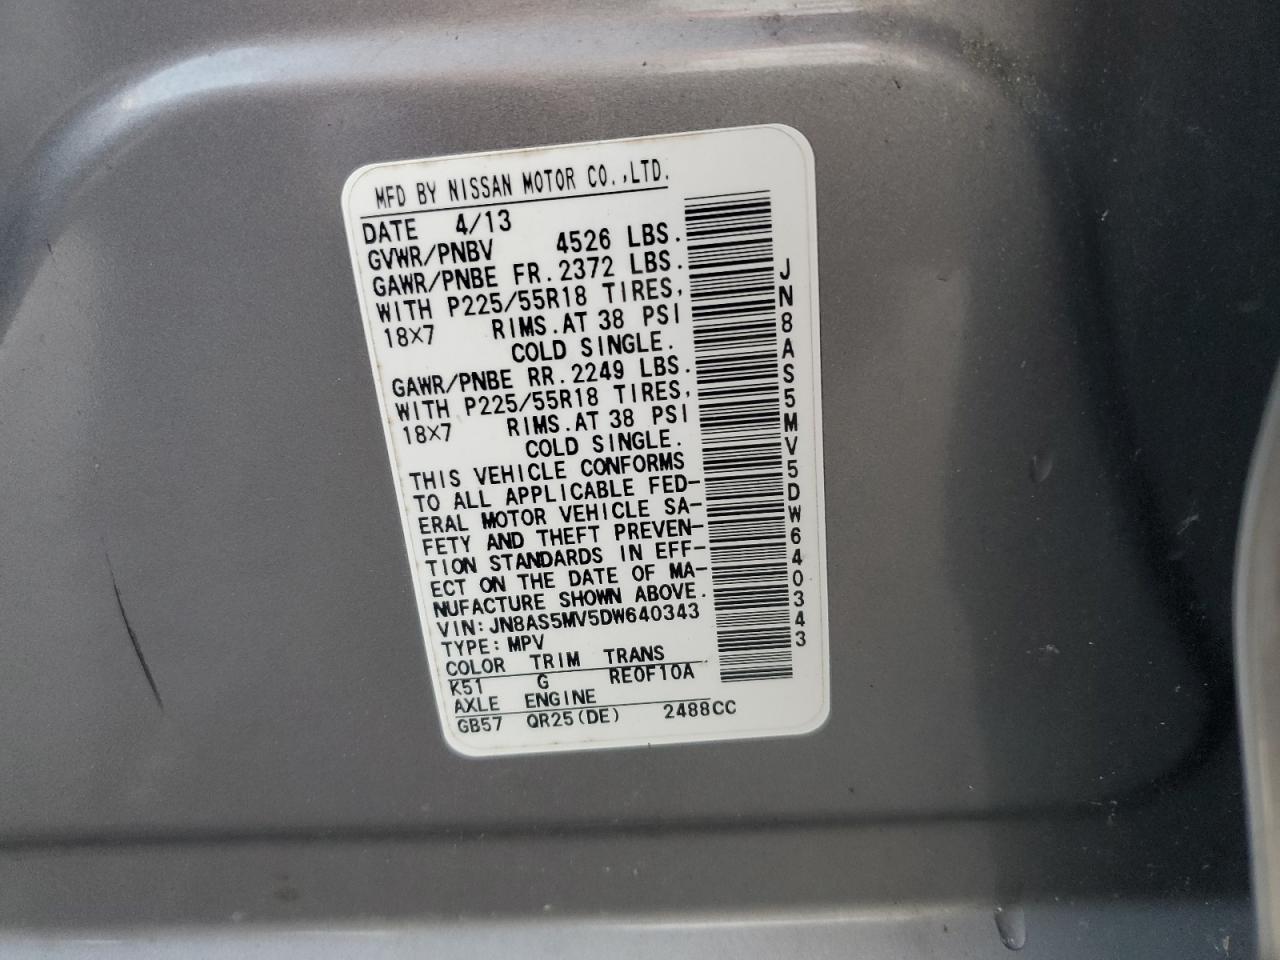 MFD BY NISSAN MOTOR CO.,LTD.
DATE 4/13
GVWR/PNBV 4526 LBS.
GAWR/PNBE FR.2372 LBS.
WITH P225/55R18 TIRES,
18X7 RIMS.AT 38 PSI
COLD SINGLE.
GAWR/PNBE RR.2249 LBS.
WITH P225/55R18 TIRES,
18X7 RIMS.AT 38 PSI
COLD SINGLE.
THIS VEHICLE CONFORMS
TO ALL APPLICABLE FED-
ERAL MOTOR VEHICLE SA-
FETY AND THEFT PREVEN-
TION STANDARDS IN EFF-
ECT ON THE DATE OF MA-
NUFACTURE SHOWN ABOVE.
VIN:JN8AS5MV5DW640343
TYPE:MPV
COLOR TRIM TRANS
K51 G RE0F10A
AXLE ENGINE
GB57 QR25(DE) 2488CC
JN8AS5MV5DW640343